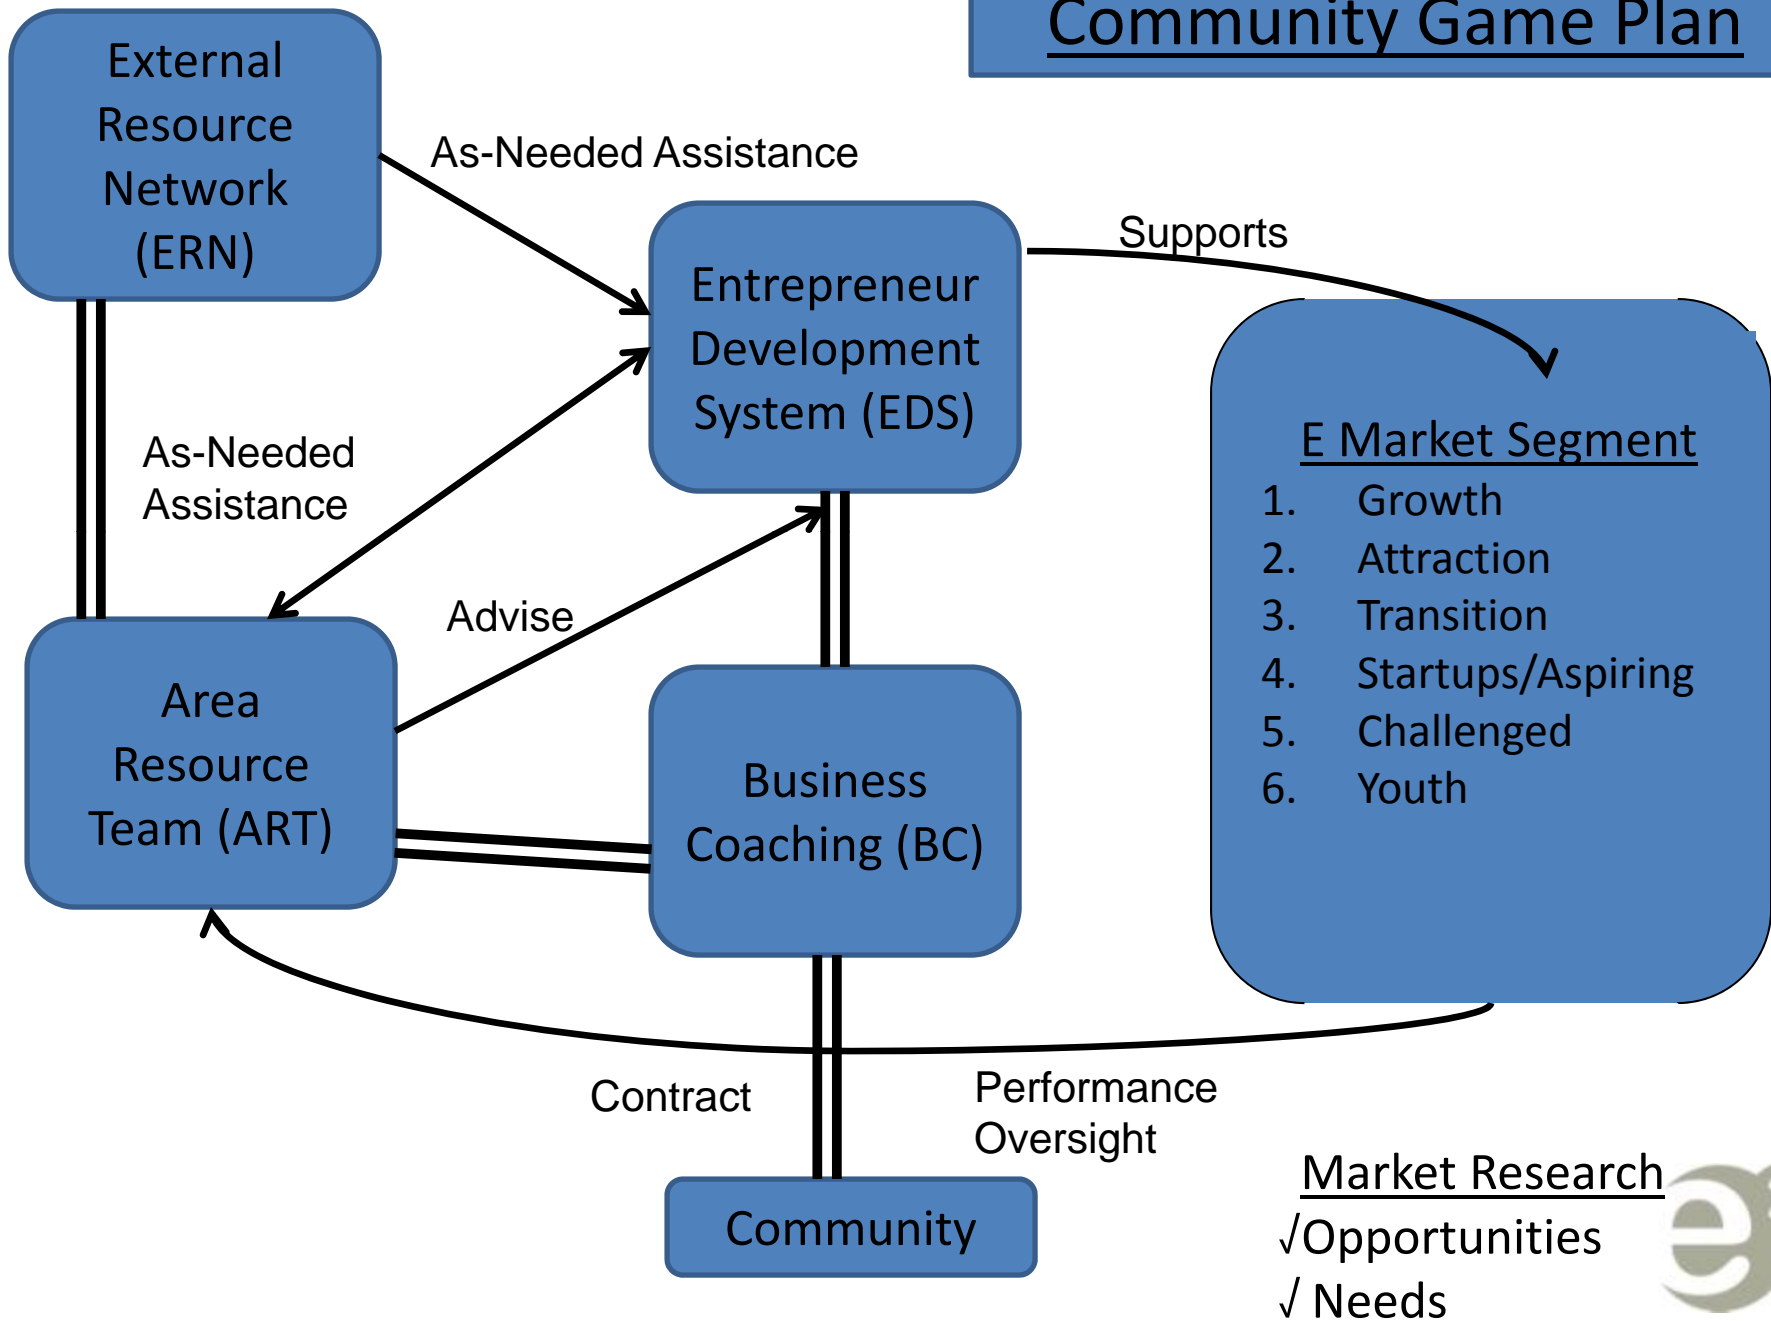 Community Game Plan
External
Resource
Network
(ERN)
As-Needed Assistance
Entrepreneur
Development
System (EDS)
Supports
As-Needed
Assistance
E Market Segment
1. Growth
2. Attraction
3. Transition
4. Startups/Aspiring
5. Challenged
6. Youth
Advise
Area
Resource
Team (ART)
Business
Coaching (BC)
Contract
Performance
Oversight
Community
Market Research
√Opportunities
√ Needs
e